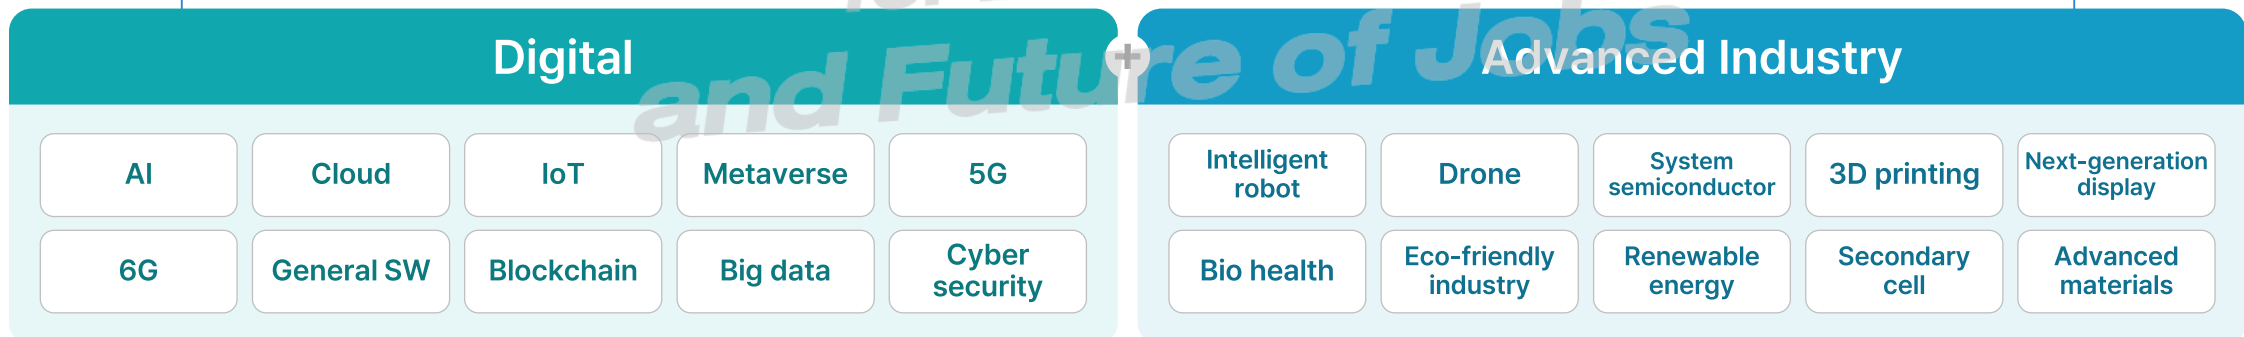 Digital
+
Advanced Industry
and Future of Jobs
AI
Cloud
IoT
Metaverse
5G
6G
General SW
Blockchain
Big data
Cyber
security
Intelligent
robot
Drone
System
semiconductor
3D printing
Next-generation
display
Bio health
Eco-friendly
industry
Renewable
energy
Secondary
cell
Advanced
materials